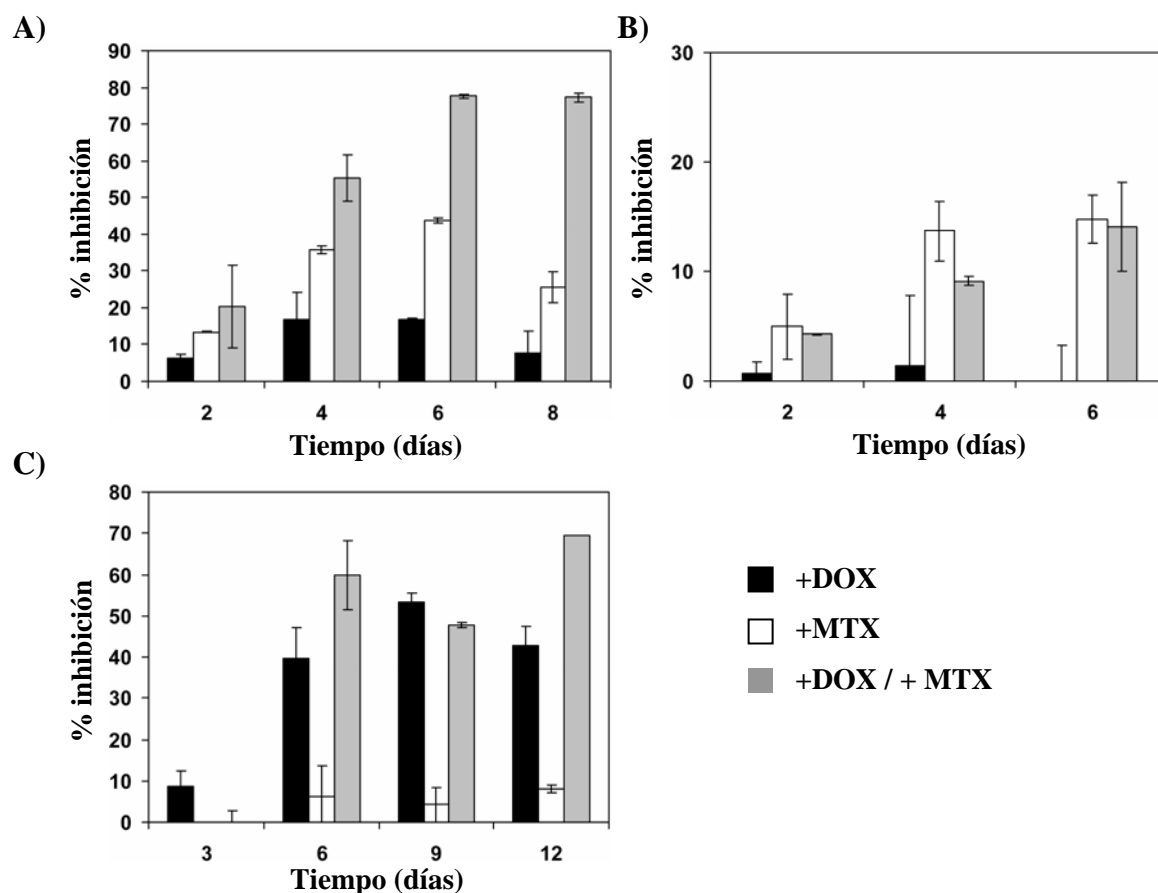 A)
90
80
70
60
50
40
30
20
10
0
% inhibición
2 4 6 8
Tiempo (días)
B)
30
20
10
0
% inhibición
2 4 6
Tiempo (días)
C)
80
70
60
50
40
30
20
10
0
% inhibición
3 6 9 12
Tiempo (días)
+DOX
+MTX
+DOX / + MTX